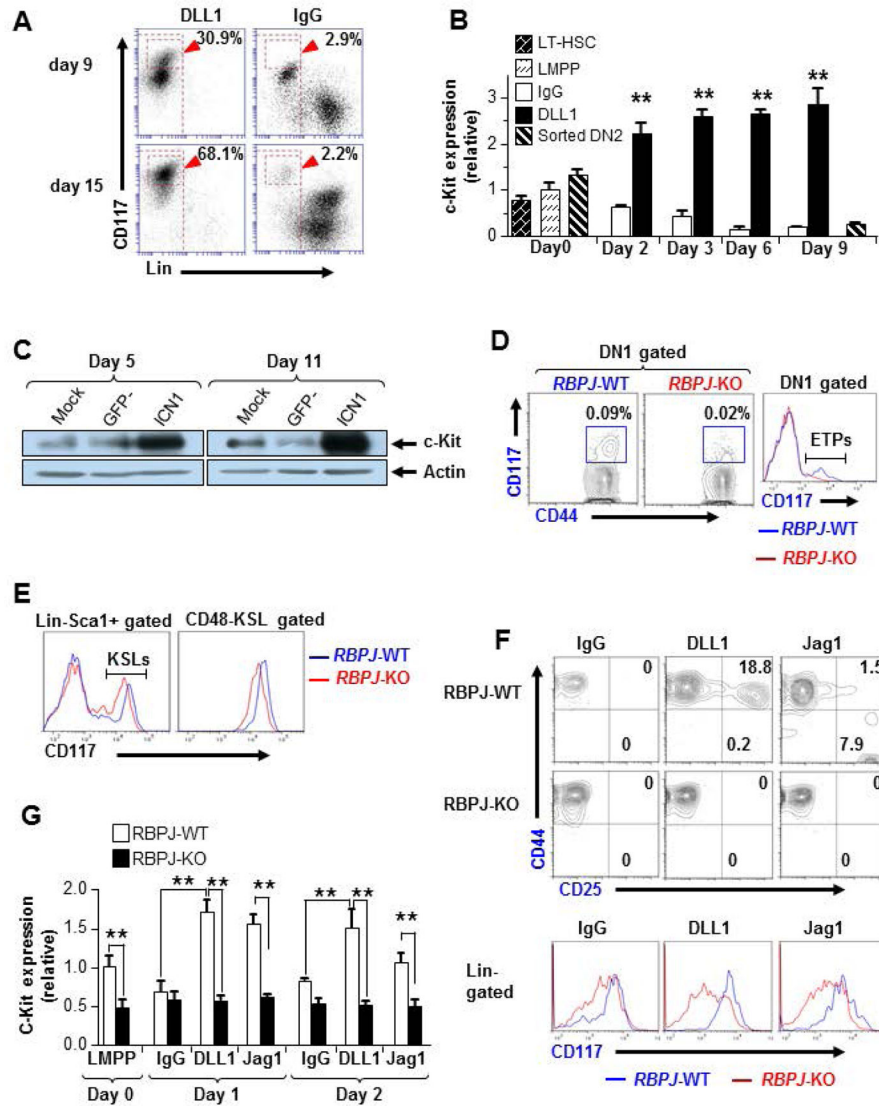 A
DLL1 IgG
day 9
30.9% 2.9%
day 15
68.1% 2.2%
CD117
Lin
B
LT-HSC
LMPP
IgG
DLL1
Sorted DN2
c-Kit expression
(relative)
3
2
1
0
** ** ** **
Day0 Day 2 Day 3 Day 6 Day 9
C
Day 5 Day 11
Mock GFP- ICN1 Mock GFP- ICN1
c-Kit
Actin
D
DN1 gated
RBPJ-WT RBPJ-KO
0.09% 0.02%
CD117
CD44
DN1 gated
ETPs
CD117
RBPJ-WT
RBPJ-KO
E
Lin-Sca1+ gated CD48-KSL gated
KSLs
RBPJ-WT
RBPJ-KO
CD117
F
IgG DLL1 Jag1
RBPJ-WT
0 18.8 1.5
0 0.2 7.9
RBPJ-KO
0 0 0
0 0 0
CD44
CD25
IgG DLL1 Jag1
Lin-
gated
CD117
RBPJ-WT RBPJ-KO
G
RBPJ-WT
RBPJ-KO
C-Kit expression
(relative)
2.0
1.5
1.0
0.5
0.0
** ** ** ** ** ** **
LMPP IgG DLL1 Jag1 IgG DLL1 Jag1
Day 0 Day 1 Day 2